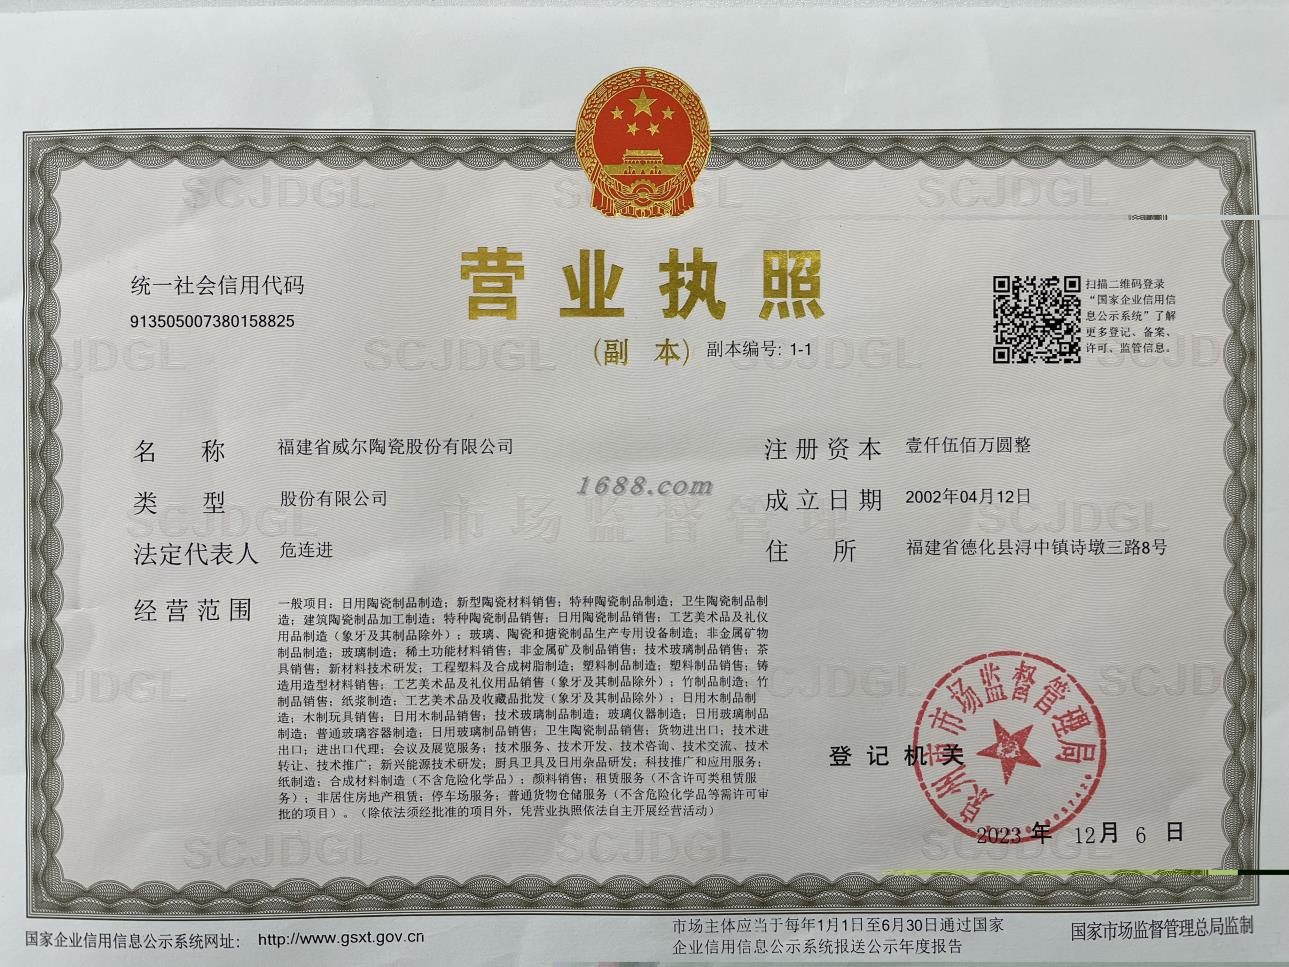 营业执照
(副 本) 副本编号: 1-1
统一社会信用代码
913505007380158825
扫描二维码登录
“国家企业信用信
息公示系统”了解
更多登记、备案、
许可、监管信息。
名 称 福建省威尔陶瓷股份有限公司
类 型 股份有限公司
法定代表人 危连进
经营范围 一般项目：日用陶瓷制品制造；新型陶瓷材料销售；特种陶瓷制品制造；卫生陶瓷制品制
造；建筑陶瓷制品加工制造；特种陶瓷制品销售；日用陶瓷制品销售；工艺美术品及礼仪
用品制造（象牙及其制品除外）；玻璃、陶瓷和搪瓷制品生产专用设备制造；非金属矿物
制品制造；玻璃制造；稀土功能材料销售；非金属矿及制品销售；技术玻璃制品销售；茶
具销售；新材料技术研发；工程塑料及合成树脂制造；塑料制品制造；塑料制品销售；铸
造用造型材料销售；工艺美术品及礼仪用品销售（象牙及其制品除外）；竹制品制造；竹
制品销售；纸浆制造；工艺美术品及收藏品批发（象牙及其制品除外）；日用木制品制
造；木制玩具销售；日用木制品销售；技术玻璃制品制造；玻璃仪器制造；日用玻璃制品
制造；普通玻璃容器制造；日用玻璃制品销售；卫生陶瓷制品销售；货物进出口；技术进
出口；进出口代理；会议及展览服务；技术服务、技术开发、技术咨询、技术交流、技术
转让、技术推广；新兴能源技术研发；厨具卫具及日用杂品研发；科技推广和应用服务；
纸制造；合成材料制造（不含危险化学品）；颜料销售；租赁服务（不含许可类租赁服
务）；非居住房地产租赁；停车场服务；普通货物仓储服务（不含危险化学品等需许可审
批的项目）。（除依法须经批准的项目外，凭营业执照依法自主开展经营活动）
注册资本 壹仟伍佰万圆整
成立日期 2002年04月12日
住 所 福建省德化县浔中镇诗墩三路8号
1688.com
市场监督管理
SCJDGL
登记机关
泉州市市场监督管理局
2023 年 12月 6 日
国家企业信用信息公示系统网址： http://www.gsxt.gov.cn
市场主体应当于每年1月1日至6月30日通过国家
企业信用信息公示系统报送公示年度报告
国家市场监督管理总局监制